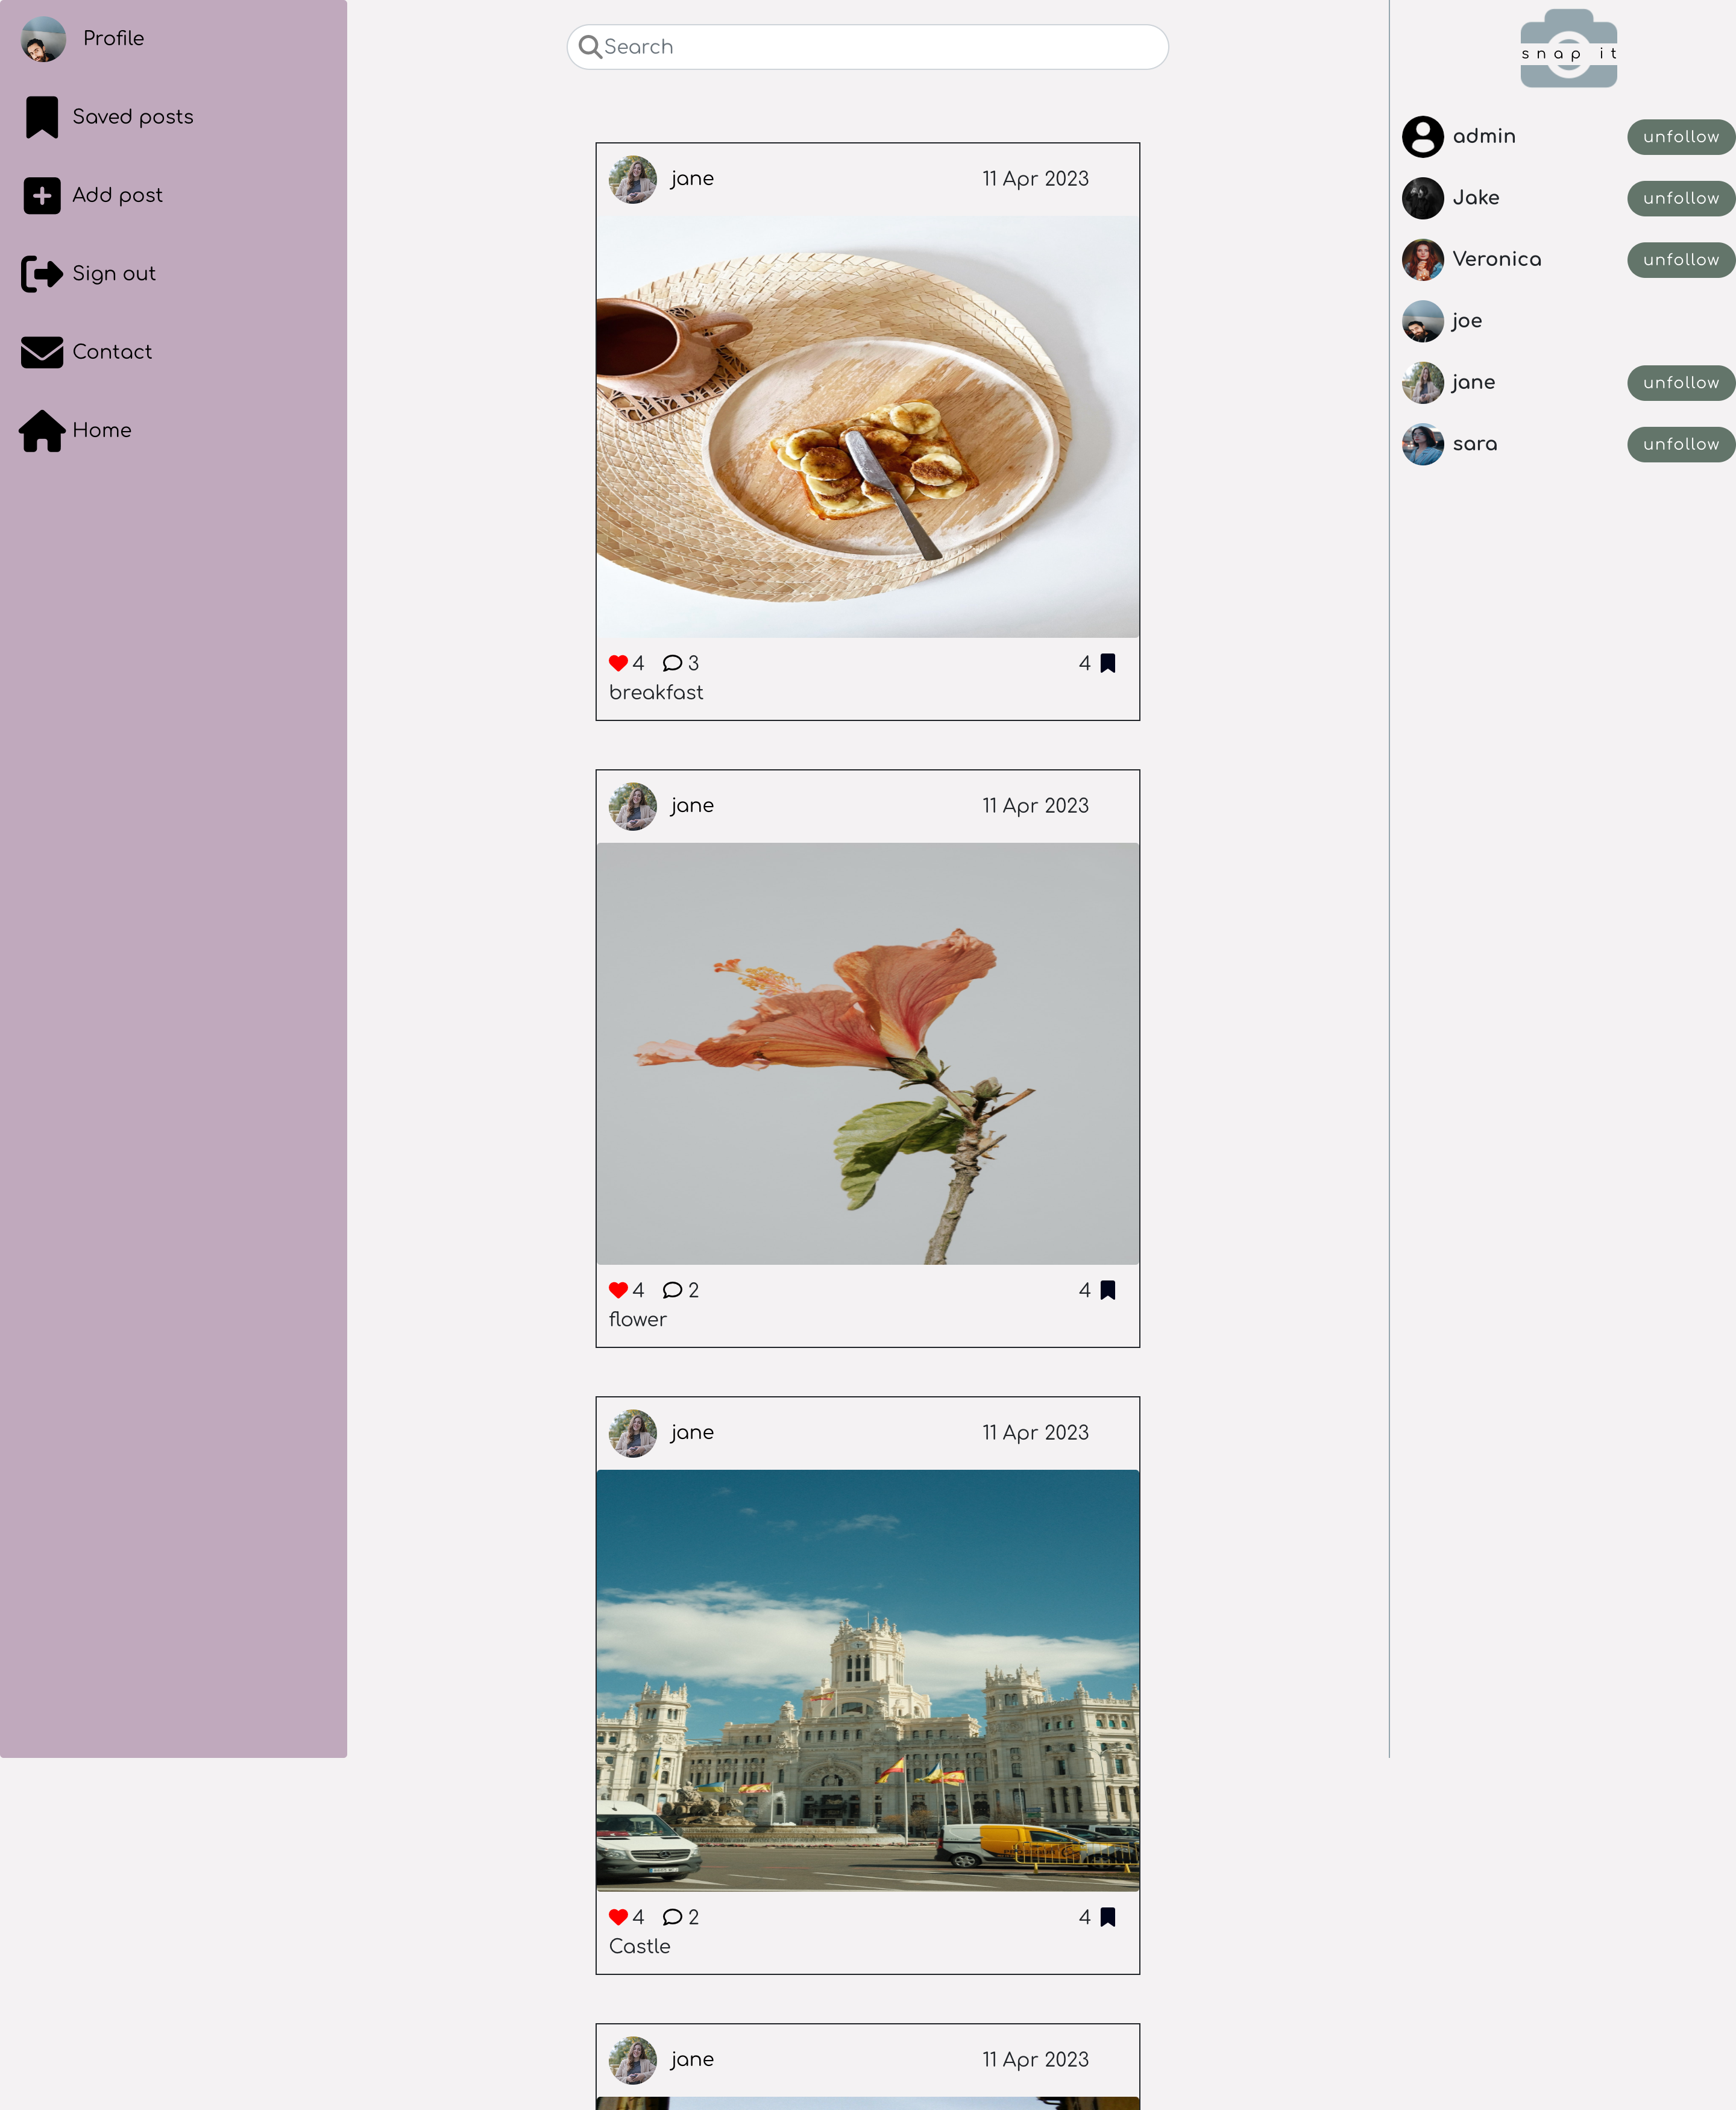 Profile
Saved posts
Add post
Sign out
Contact
Home
Search
jane 11 Apr 2023
4 3 4
breakfast
jane 11 Apr 2023
4 2 4
flower
jane 11 Apr 2023
4 2 4
Castle
jane 11 Apr 2023
snap it
admin unfollow
Jake unfollow
Veronica unfollow
joe
jane unfollow
sara unfollow